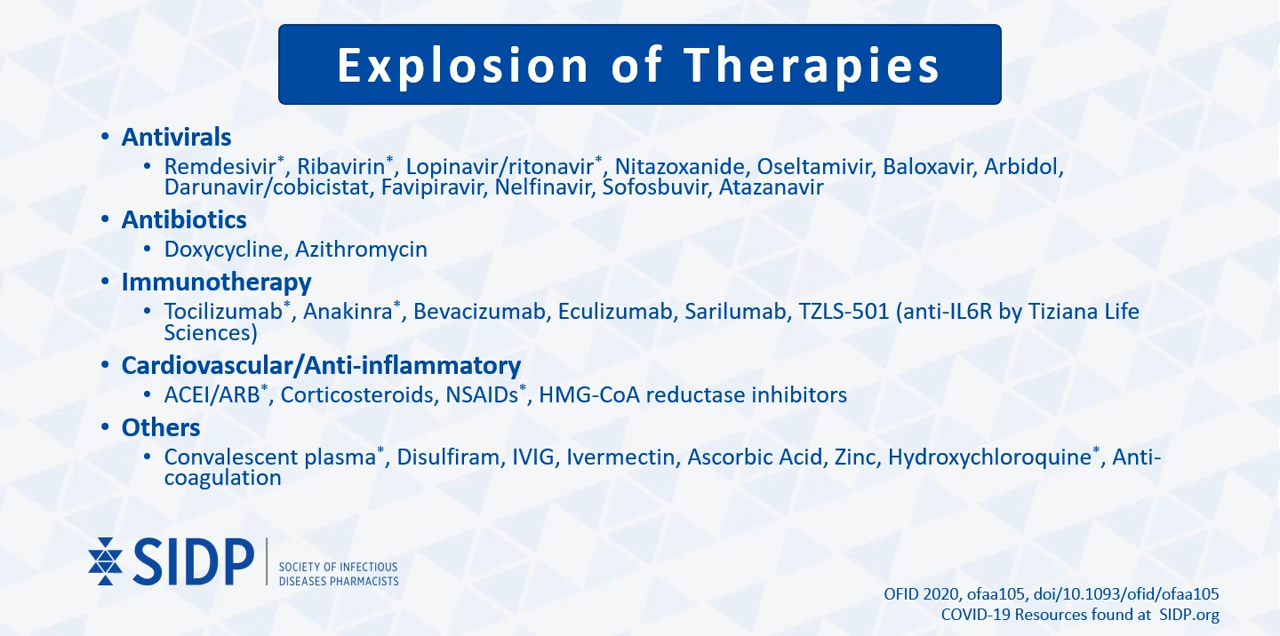 Explosion of Therapies
• Antivirals
• Remdesivir*, Ribavirin*, Lopinavir/ritonavir*, Nitazoxanide, Oseltamivir, Baloxavir, Arbidol,
Darunavir/cobicistat, Favipiravir, Nelfinavir, Sofosbuvir, Atazanavir
• Antibiotics
• Doxycycline, Azithromycin
• Immunotherapy
• Tocilizumab*, Anakinra*, Bevacizumab, Eculizumab, Sarilumab, TZLS-501 (anti-IL6R by Tiziana Life
Sciences)
• Cardiovascular/Anti-inflammatory
• ACEI/ARB*, Corticosteroids, NSAIDs*, HMG-CoA reductase inhibitors
• Others
• Convalescent plasma*, Disulfiram, IVIG, Ivermectin, Ascorbic Acid, Zinc, Hydroxychloroquine*, Anti-
coagulation
SIDP
SOCIETY OF INFECTIOUS
DISEASES PHARMACISTS
OFID 2020, ofaa105, doi/10.1093/ofid/ofaa105
COVID-19 Resources found at SIDP.org